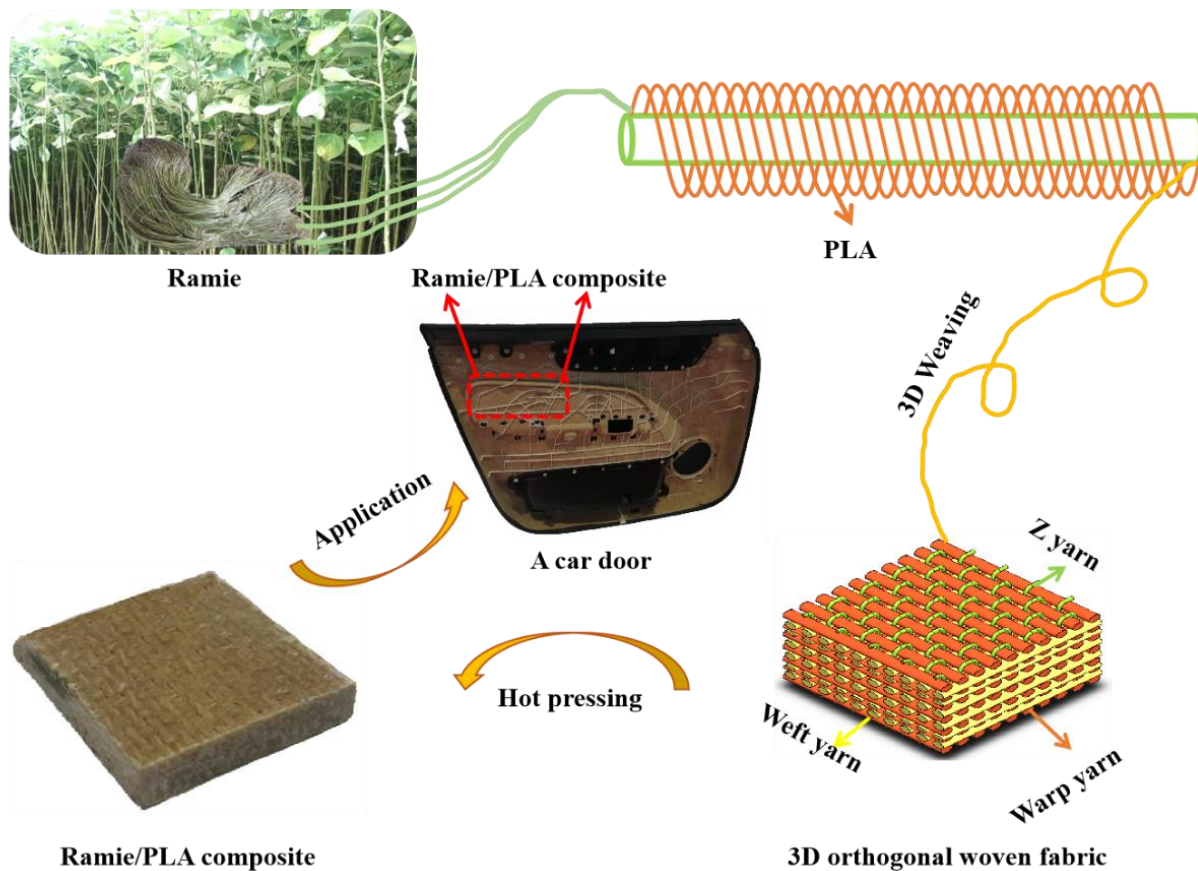 PLA
Ramie
Ramie/PLA composite
3D Weaving
Application
A car door
Z yarn
Hot pressing
Weft yarn
Warp yarn
Ramie/PLA composite
3D orthogonal woven fabric